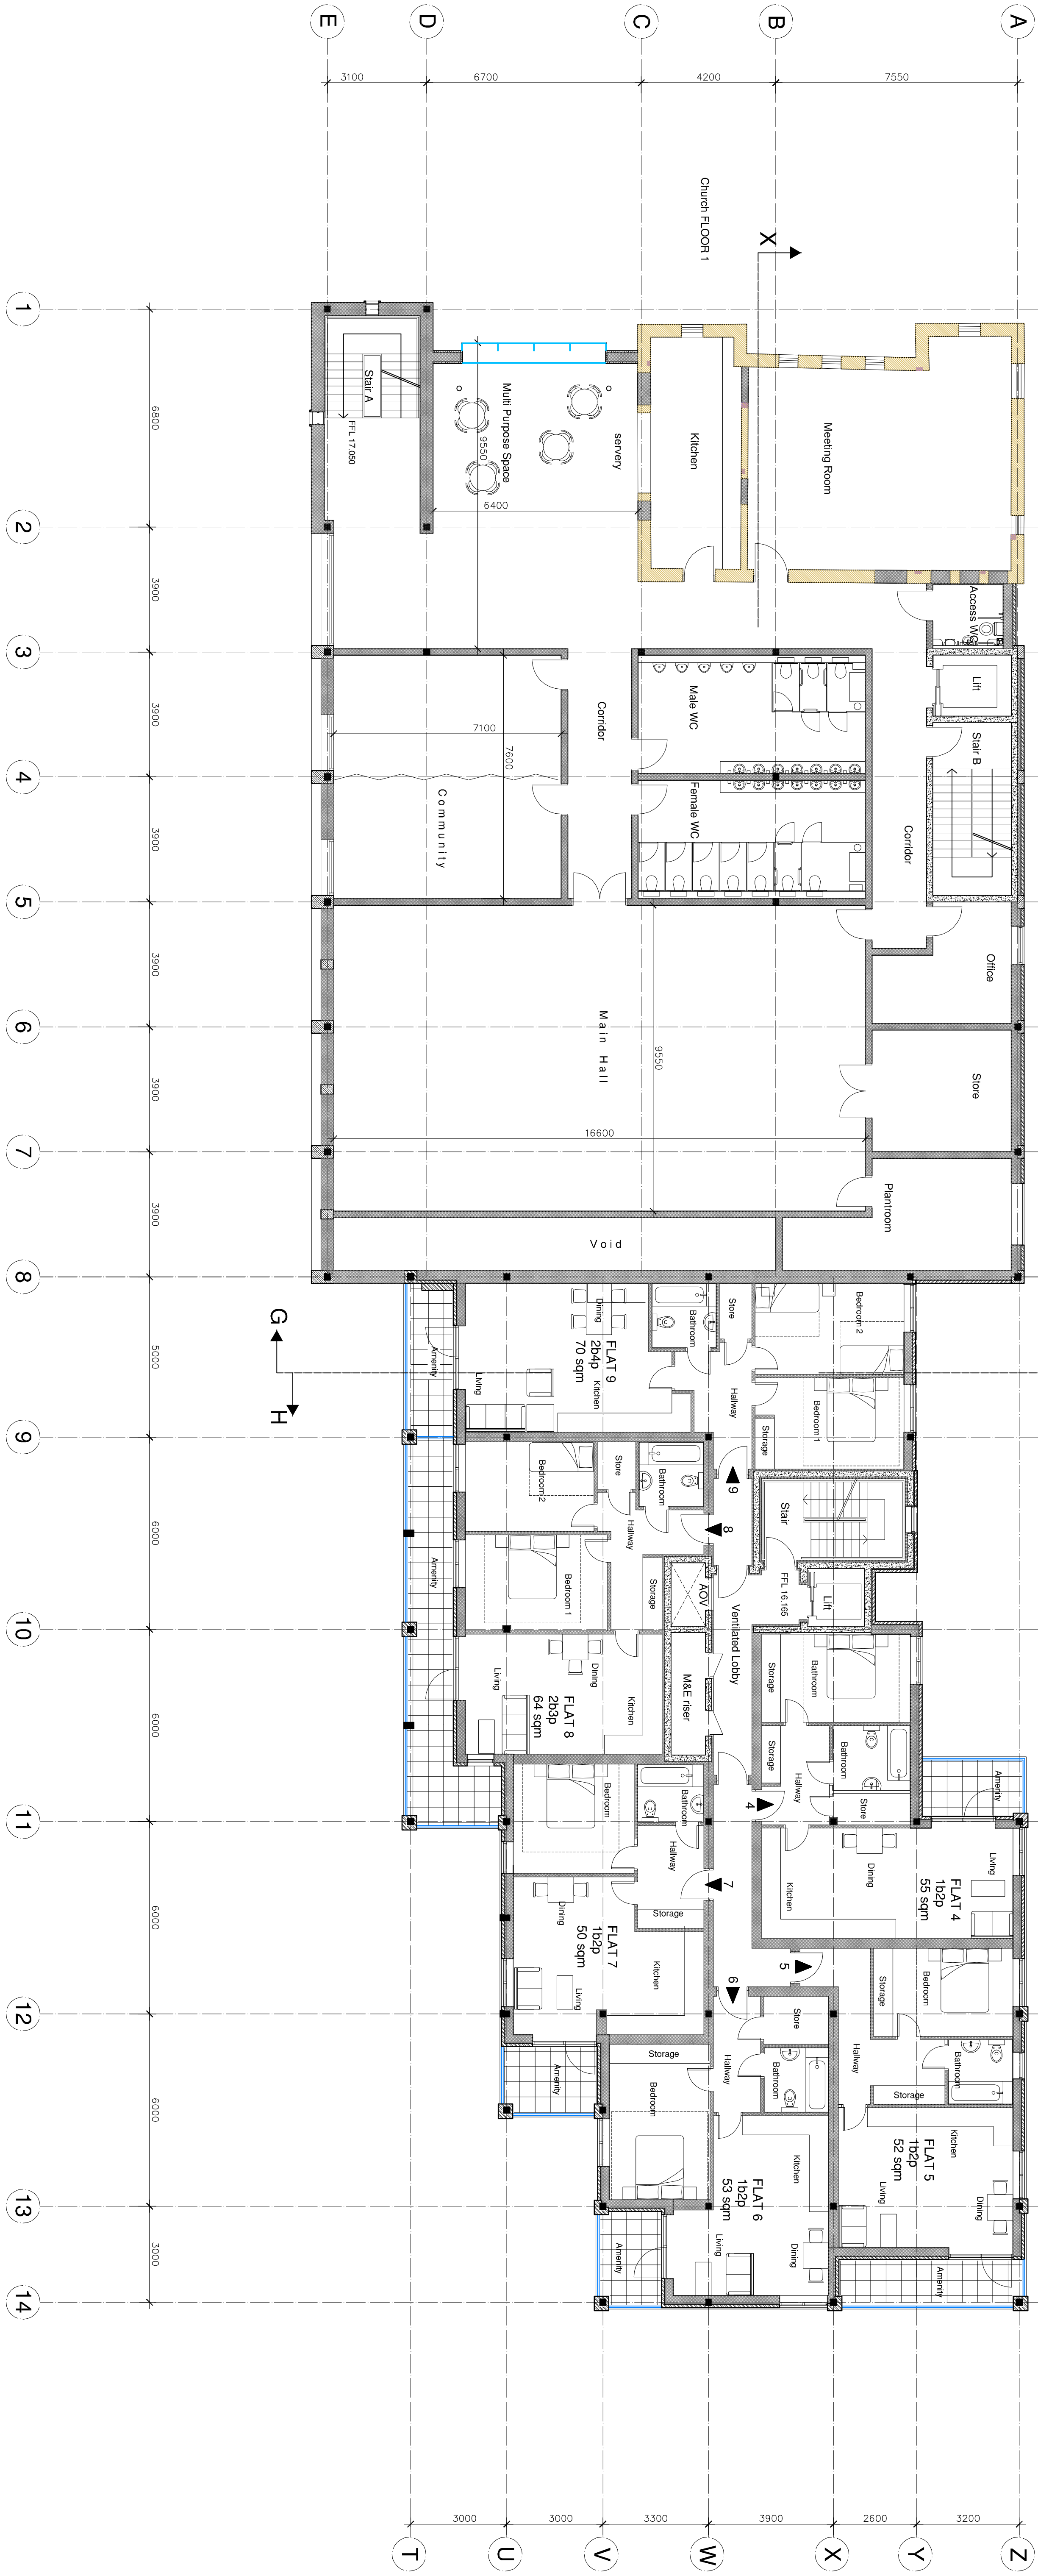 E
D
C
B
A
3100
6700
4200
7550
Church FLOOR 1
X
1
2
3
4
5
6
7
8
9
10
11
12
13
14
6800
3900
3900
3900
3900
3900
3900
5000
6000
6000
6000
6000
3000
Stair A
FFL 17.050
Multi Purpose Space
9550
servery
6400
Kitchen
Meeting Room
Access WC
Lift
Stair B
Corridor
Male WC
Female WC
Corridor
7100
7600
Community
Office
Store
Main Hall
9550
16600
Plantroom
Void
G
H
Amenity
Dining
Living
Kitchen
FLAT 9
2b4p
70 sqm
Bathroom
Store
Hallway
Bedroom 2
Bedroom 1
Storage
9
8
Stair
FFL 16.165
Lift
AOV
Ventilated Lobby
M&E riser
Bedroom 2
Store
Bathroom
Hallway
Bedroom 1
Storage
Amenity
Living
Dining
Kitchen
FLAT 8
2b3p
64 sqm
Storage
Bathroom
Storage
Bathroom
Hallway
Store
4
Amenity
Living
Dining
Kitchen
FLAT 4
1b2p
55 sqm
Bedroom
Bathroom
Hallway
7
Storage
Dining
Living
Kitchen
FLAT 7
1b2p
50 sqm
Amenity
5
6
Storage
Bedroom
Hallway
Bathroom
Storage
Kitchen
Dining
Living
FLAT 5
1b2p
52 sqm
Amenity
Store
Hallway
Bathroom
Storage
Bedroom
Kitchen
FLAT 6
1b2p
53 sqm
Living
Dining
Amenity
3000
3000
3300
3900
2600
3200
T
U
V
W
X
Y
Z